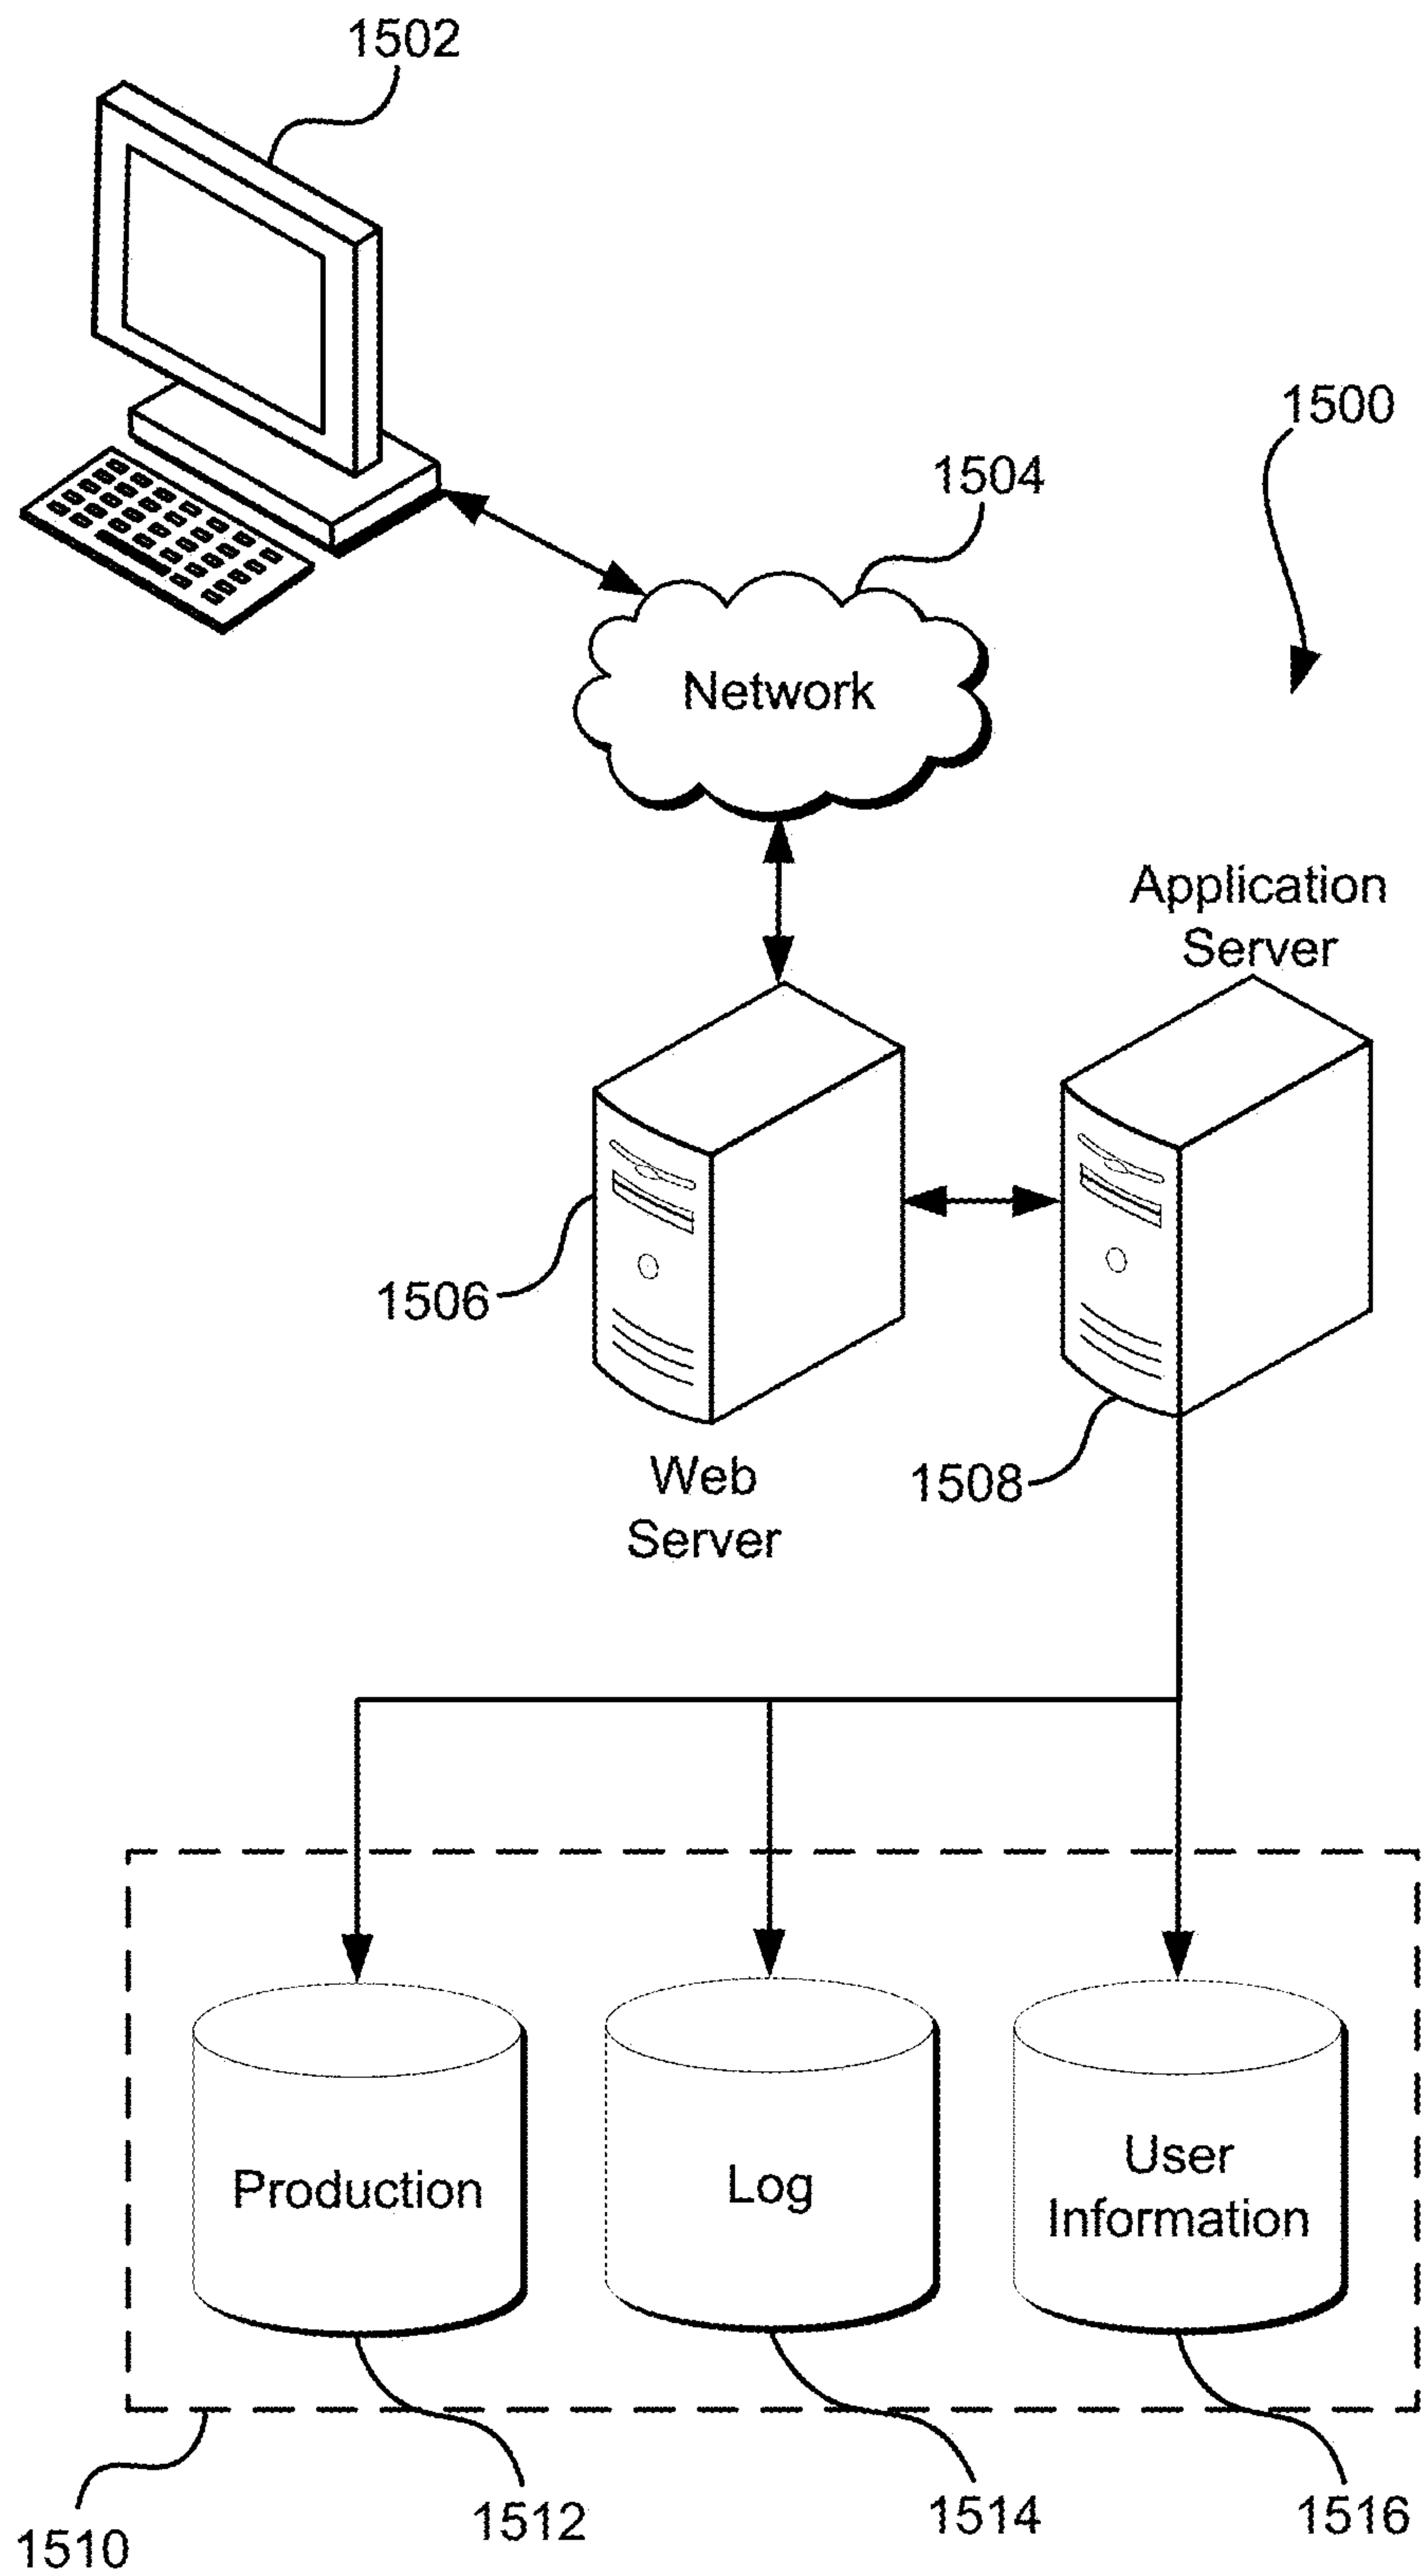 1502
1500
1504
Network
Application
Server
1506
Web
Server
1508
Production
Log
User
Information
1510
1512
1514
1516